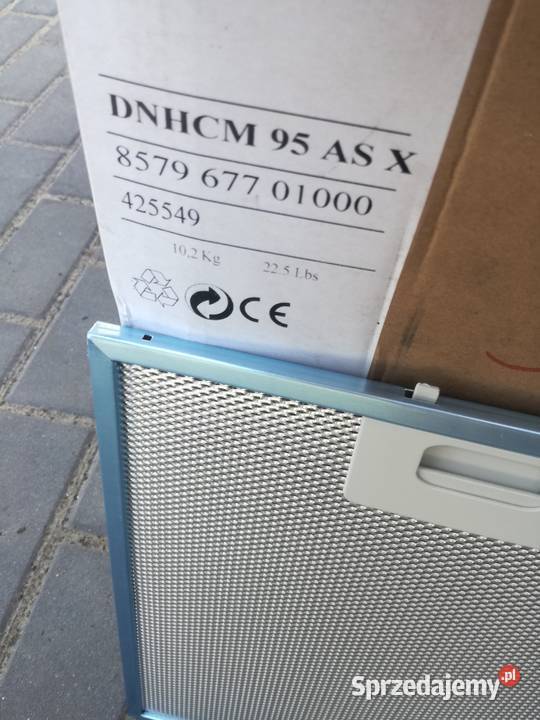 DNHCM 95 AS X
8579 677 01000
425549
10,2 Kg 22.5 Lbs
CE
Sprzedajemy.pl